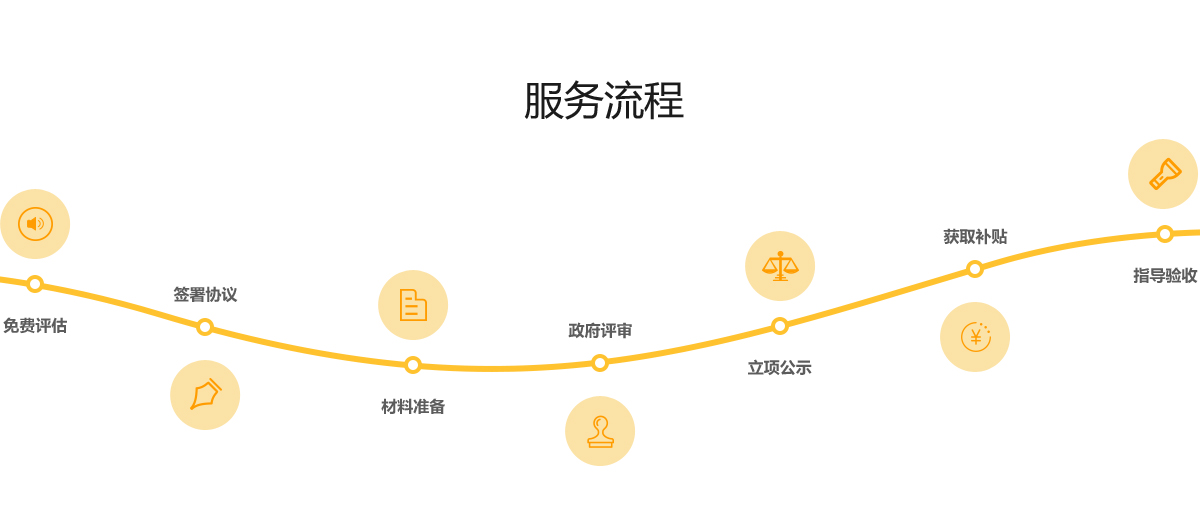 服务流程
免费评估
签署协议
材料准备
政府评审
立项公示
获取补贴
指导验收